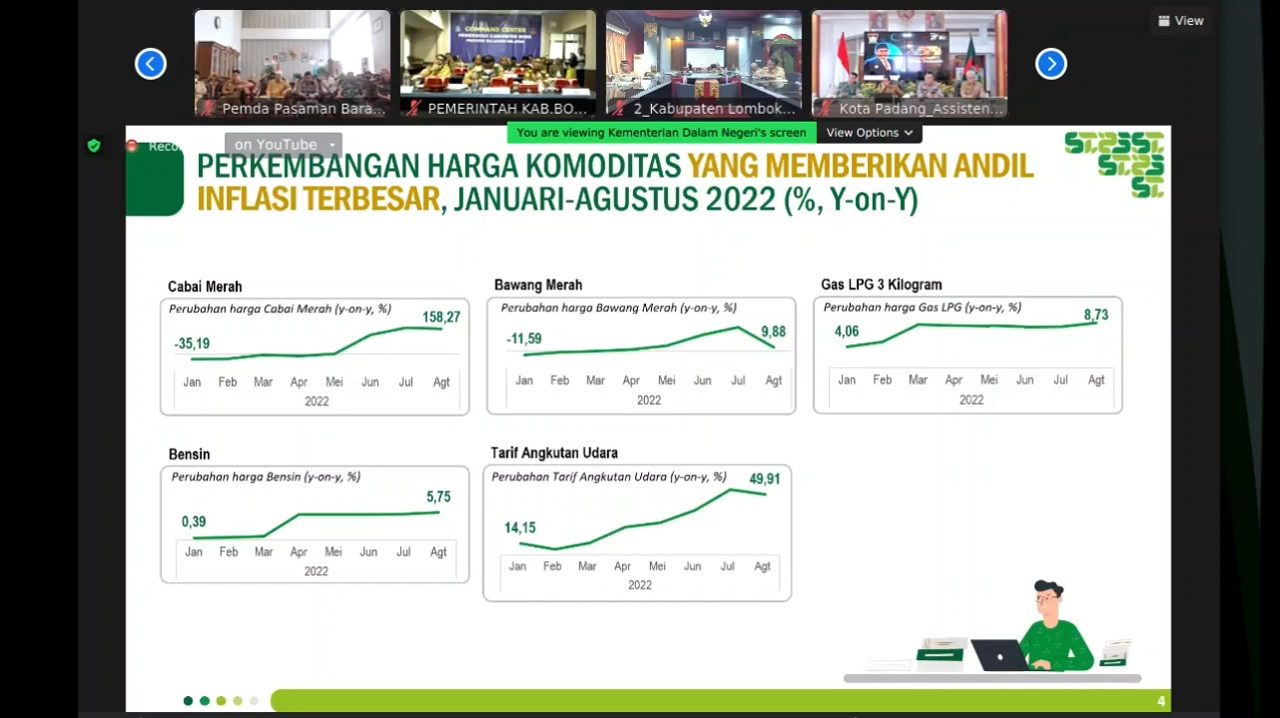 View
Pemda Pasaman Bara...
COMMAND CENTER
PEMERINTAH KAB.BO...
2_Kabupaten Lombok...
Kota Padang_Assisten...
You are viewing Kementerian Dalam Negeri's screen
View Options
Reco
on YouTube
PERKEMBANGAN HARGA KOMODITAS YANG MEMBERIKAN ANDIL
INFLASI TERBESAR, JANUARI-AGUSTUS 2022 (%, Y-on-Y)
Cabai Merah
Perubahan harga Cabai Merah (y-on-y, %)
158,27
-35,19
Jan Feb Mar Apr Mei Jun Jul Agt
2022
Bawang Merah
Perubahan harga Bawang Merah (y-on-y, %)
-11,59
9,88
Jan Feb Mar Apr Mei Jun Jul Agt
2022
Gas LPG 3 Kilogram
Perubahan harga Gas LPG (y-on-y, %)
8,73
4,06
Jan Feb Mar Apr Mei Jun Jul Agt
2022
Bensin
Perubahan harga Bensin (y-on-y, %)
5,75
0,39
Jan Feb Mar Apr Mei Jun Jul Agt
2022
Tarif Angkutan Udara
Perubahan Tarif Angkutan Udara (y-on-y, %)
49,91
14,15
Jan Feb Mar Apr Mei Jun Jul Agt
2022
4